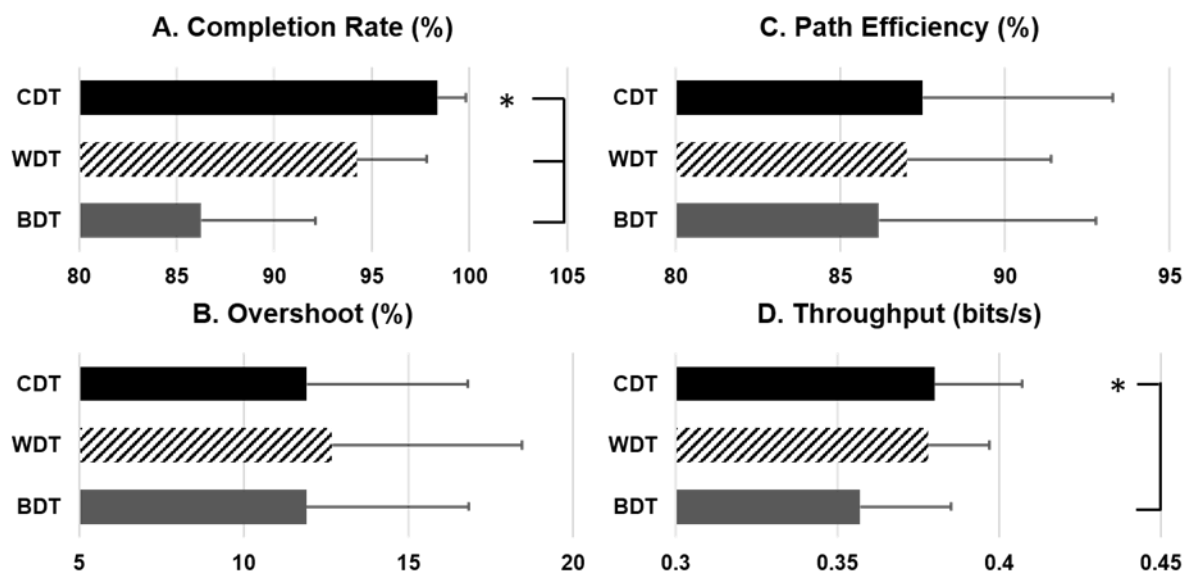 A. Completion Rate (%)
CDT
*
WDT
BDT
80 85 90 95 100 105
B. Overshoot (%)
CDT
WDT
BDT
5 10 15 20
C. Path Efficiency (%)
CDT
WDT
BDT
80 85 90 95
D. Throughput (bits/s)
CDT
*
WDT
BDT
0.3 0.35 0.4 0.45